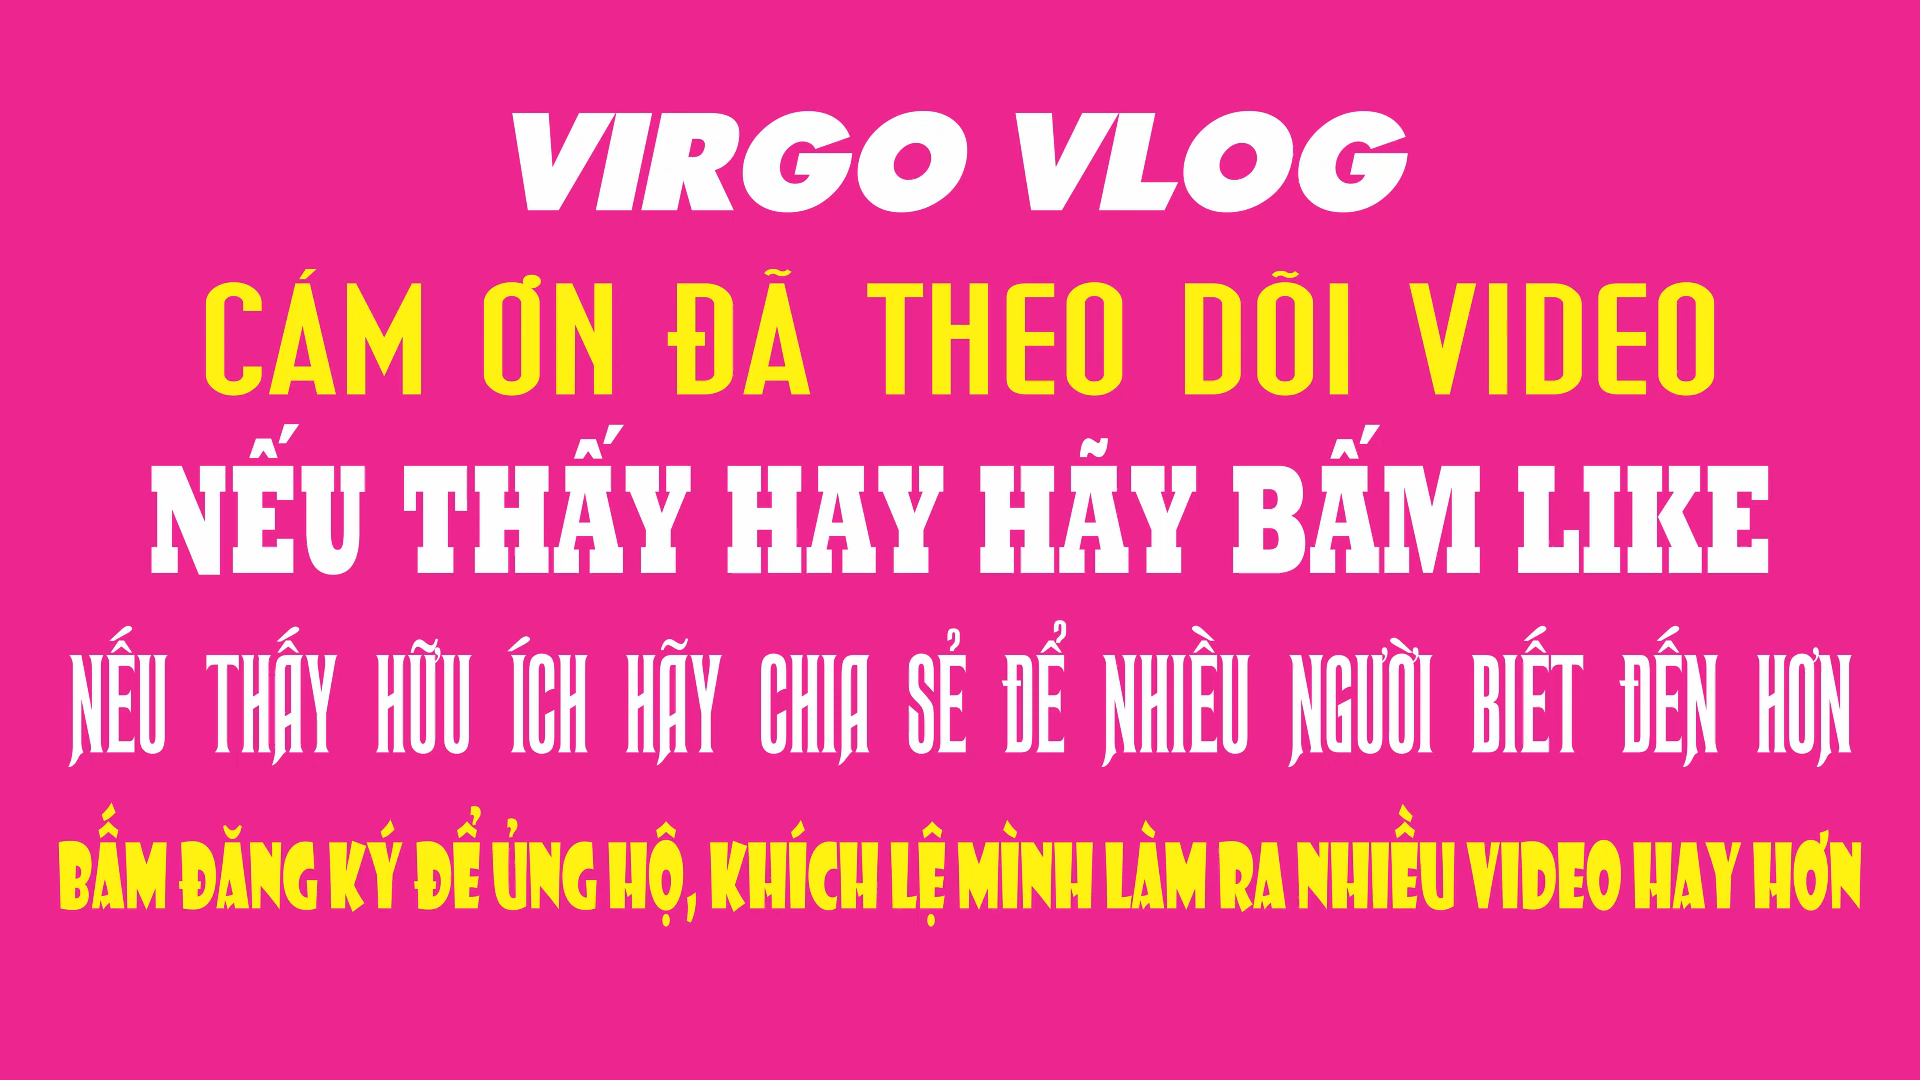 VIRGO VLOG
CÁM ƠN ĐÃ THEO DÕI VIDEO
NẾU THẤY HAY HÃY BẤM LIKE
NẾU THẤY HỮU ÍCH HÃY CHIA SẺ ĐỂ NHIỀU NGƯỜI BIẾT ĐẾN HƠN
BẤM ĐĂNG KÝ ĐỂ ỦNG HỘ, KHÍCH LỆ MÌNH LÀM RA NHIỀU VIDEO HAY HƠN